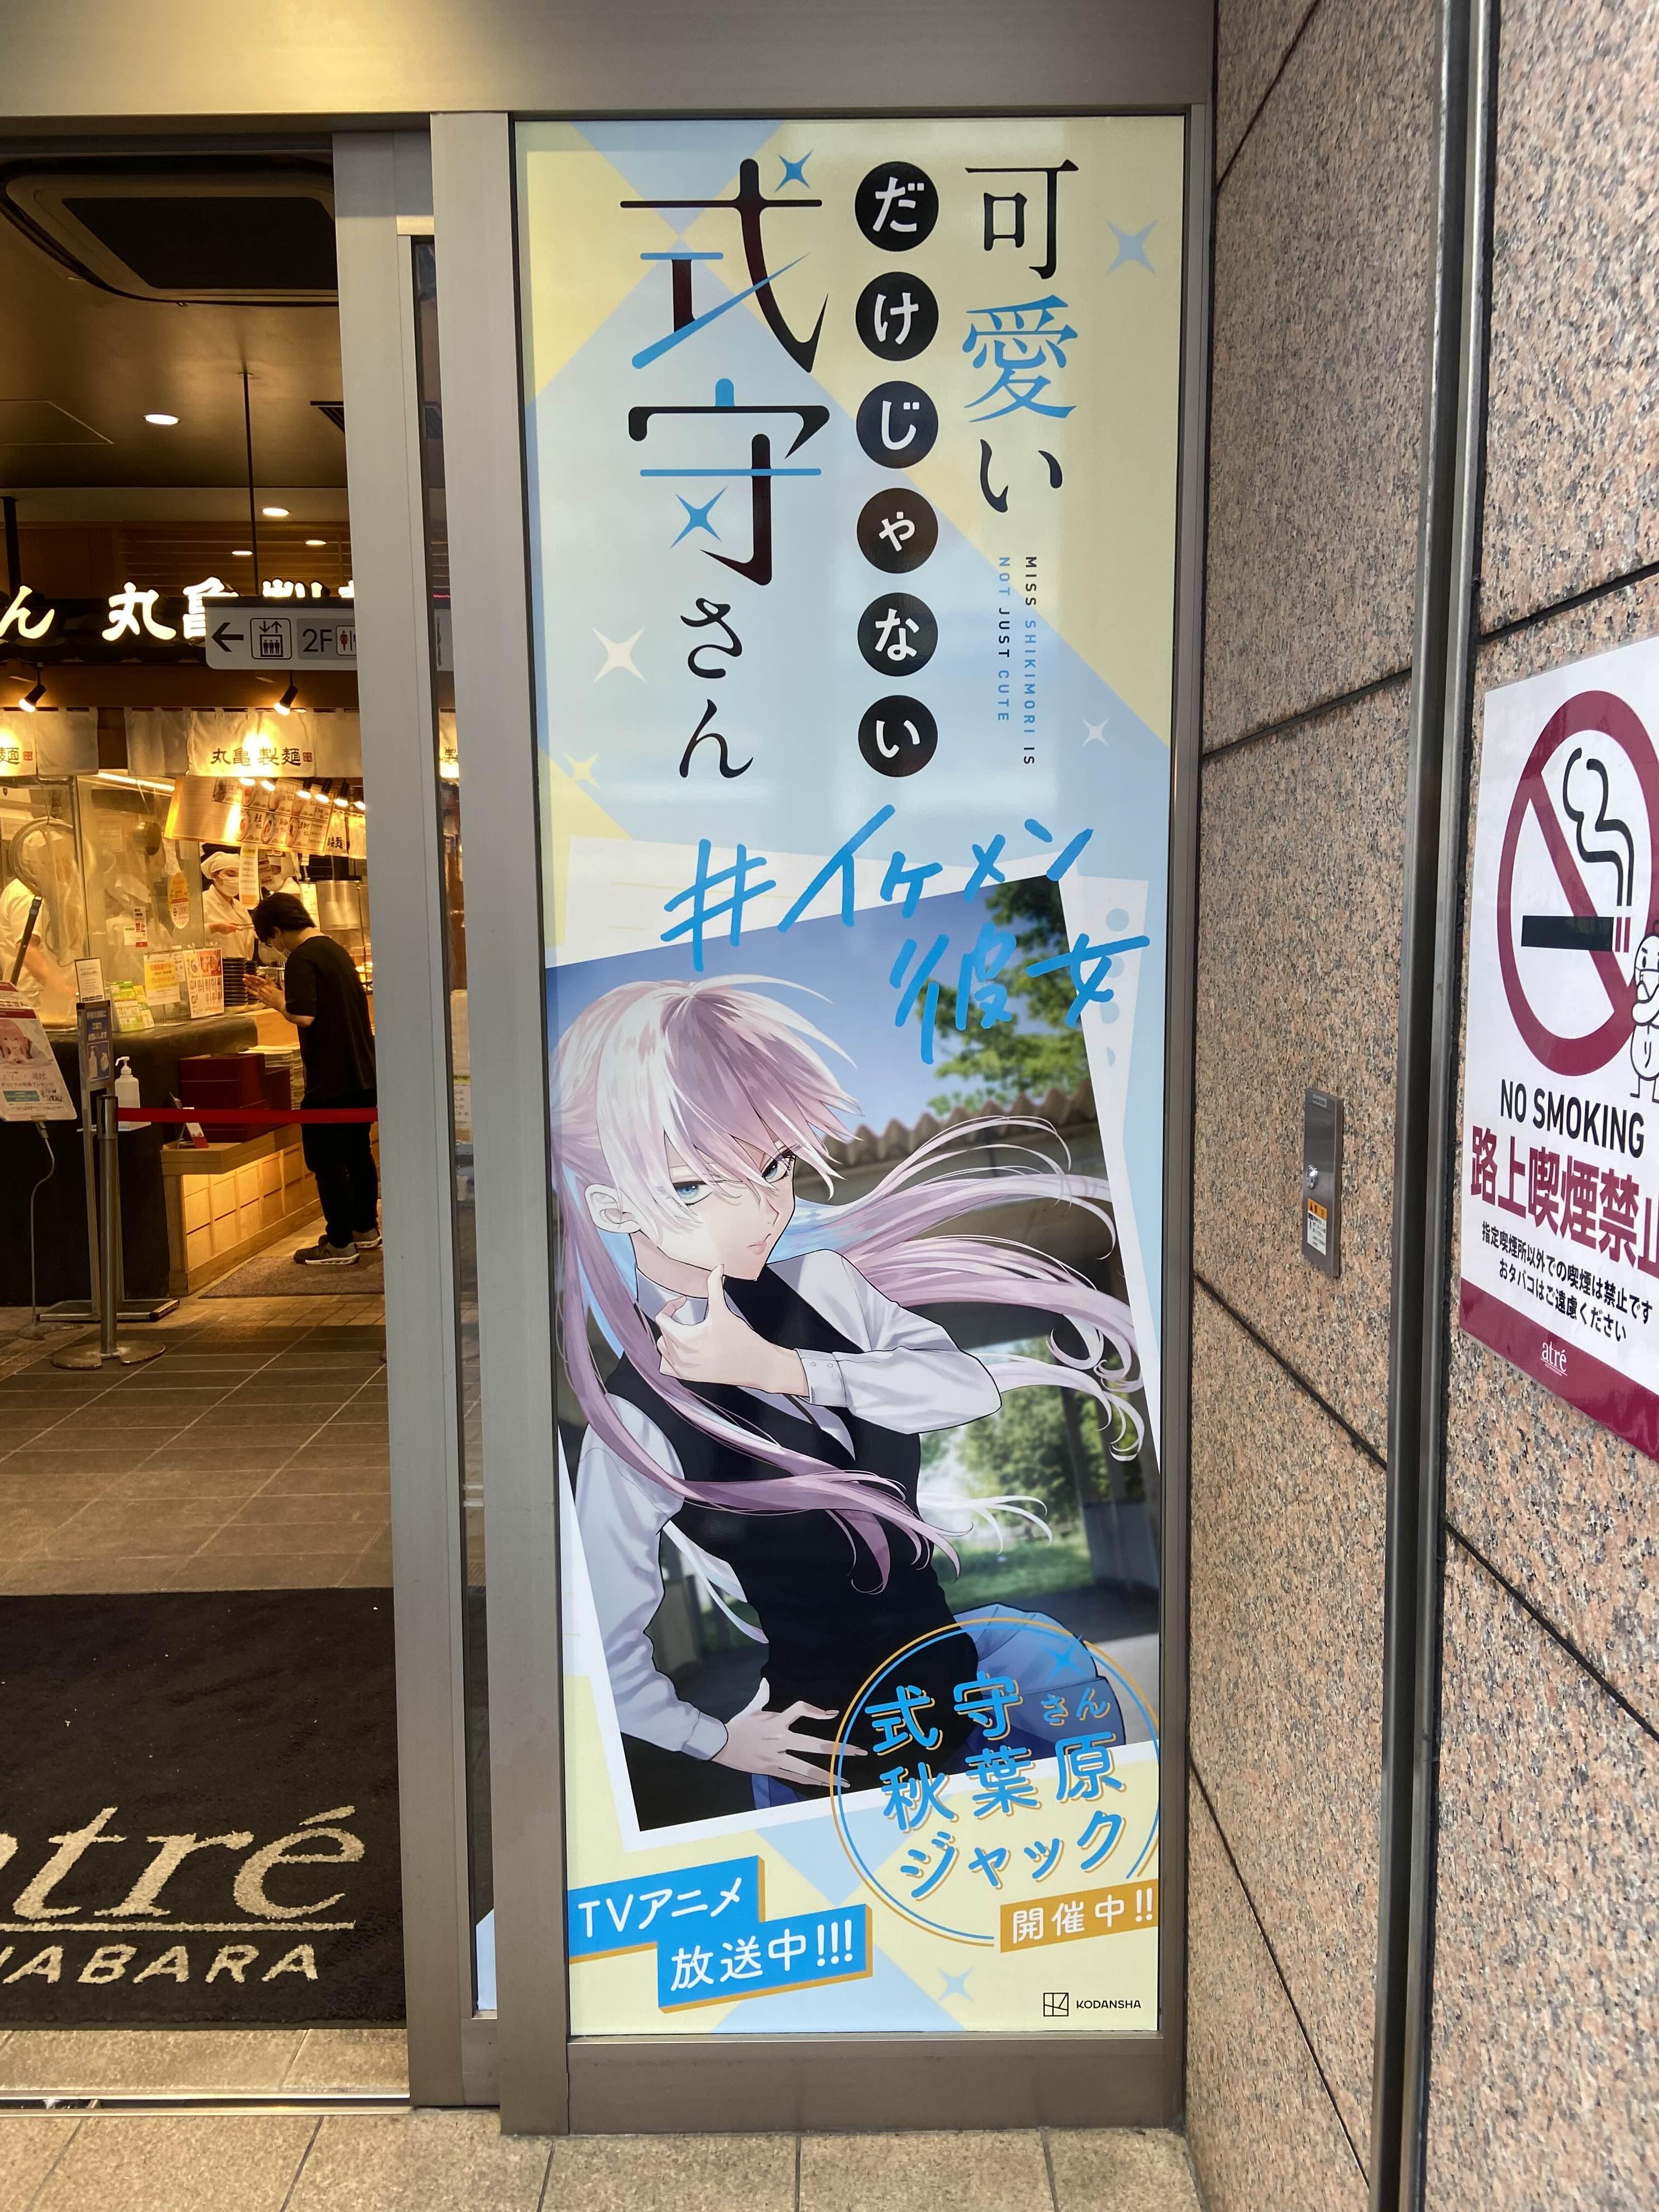 可愛い
だけじゃない
式守さん
MISS SHIKIMORI IS
NOT JUST CUTE
#イケメン
彼女
式守さん
秋葉原
ジャック
開催中!!
TVアニメ
放送中!!!
KODANSHA
ん 丸亀製
2F
丸亀製麺
麺
atré
ABARA
NO SMOKING
路上喫煙禁止
指定喫煙所以外での喫煙は禁止です
おタバコはご遠慮ください
atré